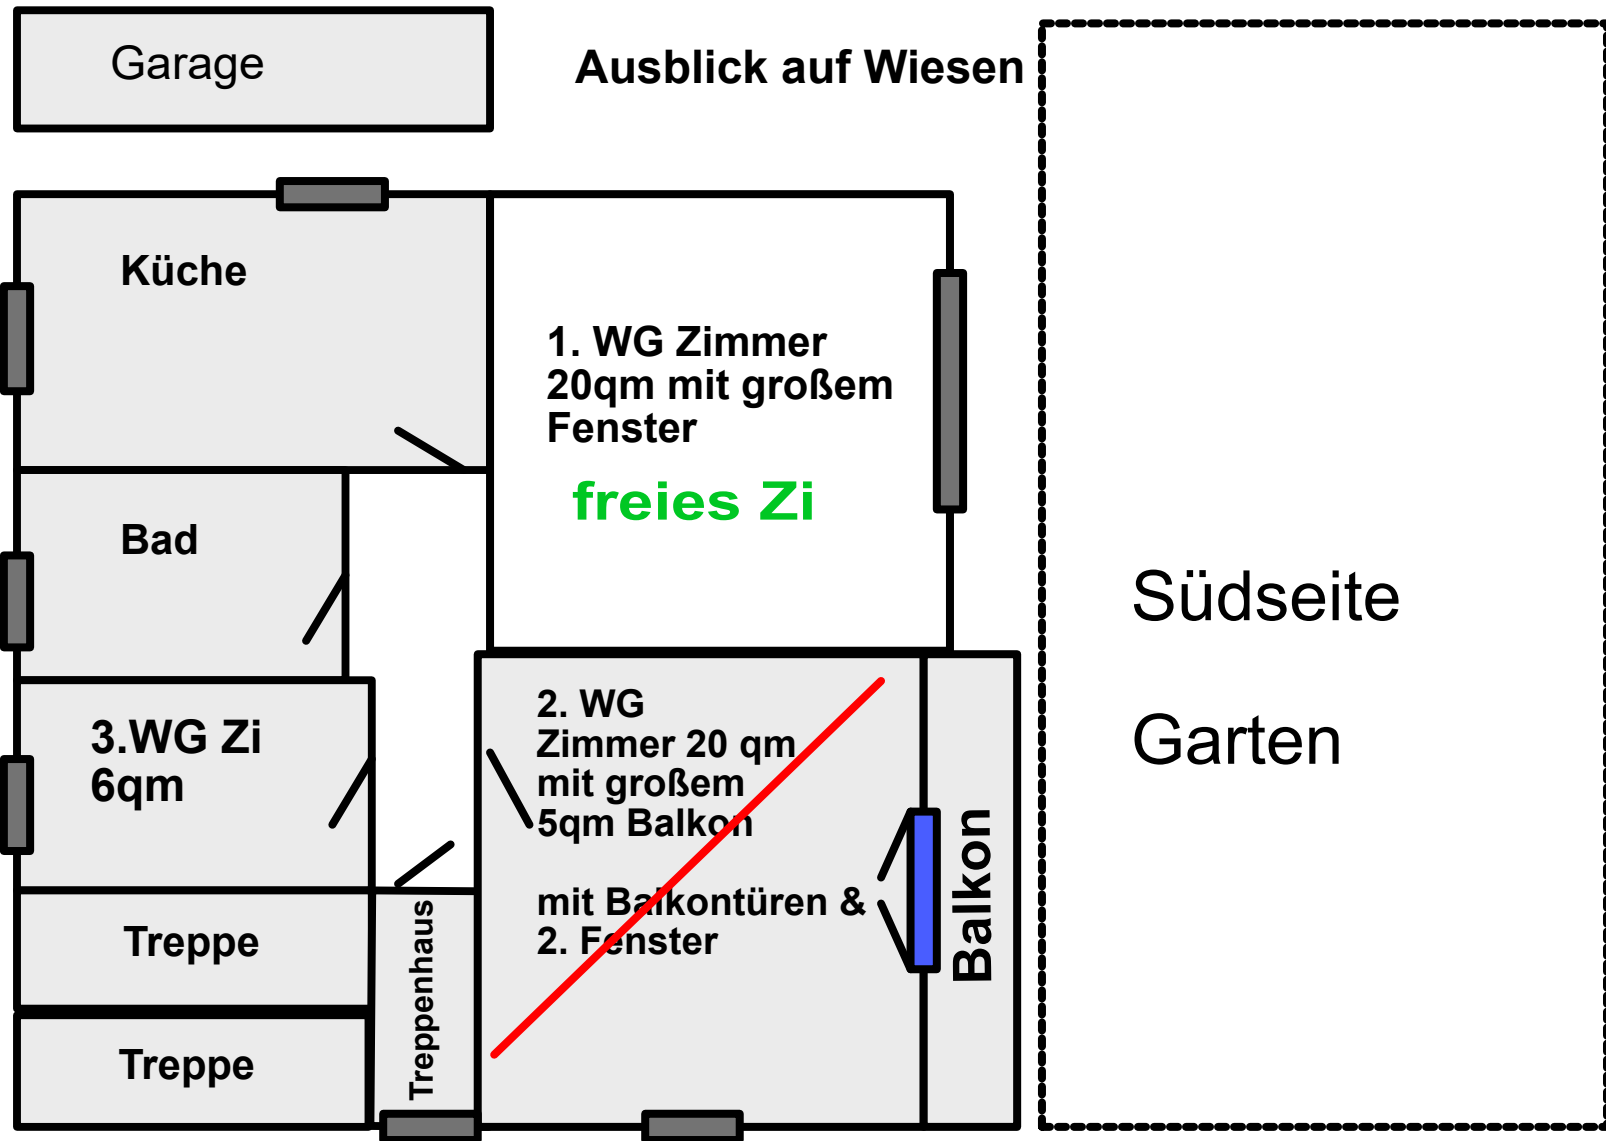 Garage
Ausblick auf Wiesen
Küche
1. WG Zimmer
20qm mit großem
Fenster
freies Zi
Bad
Südseite
Garten
3.WG Zi
6qm
2. WG
Zimmer 20 qm
mit großem
5qm Balkon
mit Balkontüren &
2. Fenster
Balkon
Treppe
Treppenhaus
Treppe